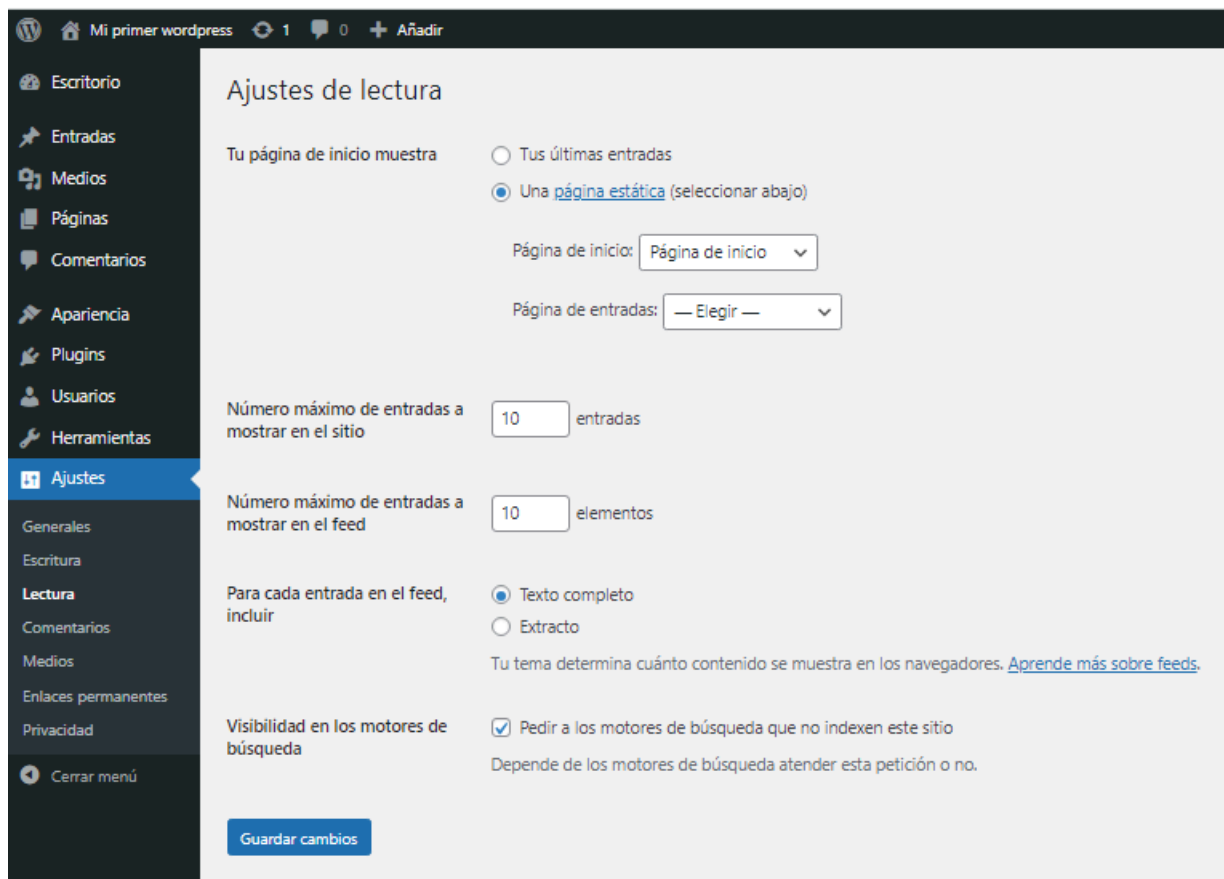 Mi primer wordpress 1 0 Añadir
Escritorio
Entradas
Medios
Páginas
Comentarios
Apariencia
Plugins
Usuarios
Herramientas
Ajustes
Generales
Escritura
Lectura
Comentarios
Medios
Enlaces permanentes
Privacidad
Cerrar menú
Ajustes de lectura
Tu página de inicio muestra
Tus últimas entradas
Una página estática (seleccionar abajo)
Página de inicio: Página de inicio
Página de entradas: — Elegir —
Número máximo de entradas a
mostrar en el sitio
10 entradas
Número máximo de entradas a
mostrar en el feed
10 elementos
Para cada entrada en el feed,
incluir
Texto completo
Extracto
Tu tema determina cuánto contenido se muestra en los navegadores. Aprende más sobre feeds.
Visibilidad en los motores de
búsqueda
Pedir a los motores de búsqueda que no indexen este sitio
Depende de los motores de búsqueda atender esta petición o no.
Guardar cambios